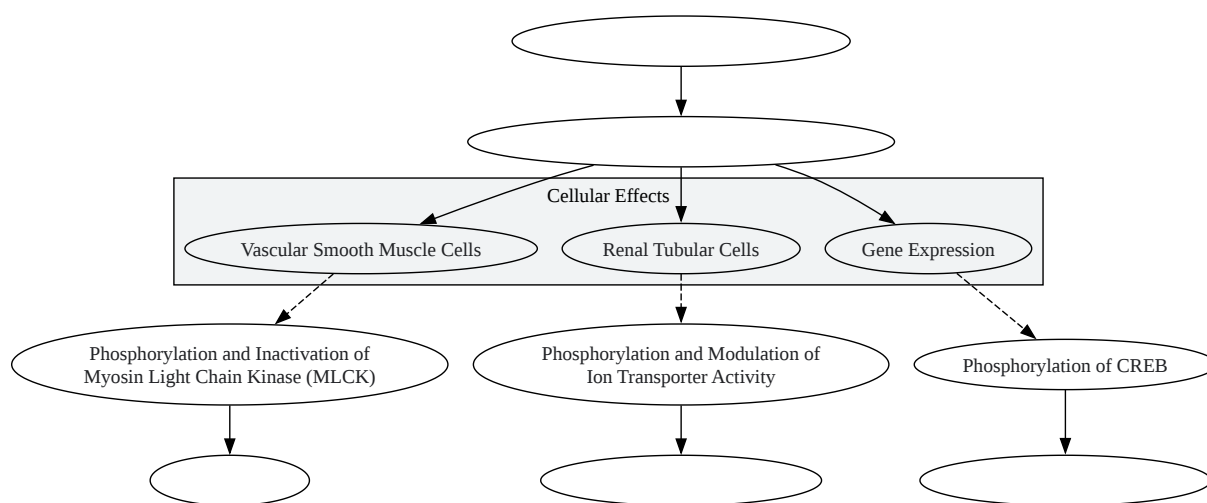 Cellular Effects
Vascular Smooth Muscle Cells
Renal Tubular Cells
Gene Expression
Phosphorylation and Inactivation of
Myosin Light Chain Kinase (MLCK)
Phosphorylation and Modulation of
Ion Transporter Activity
Phosphorylation of CREB